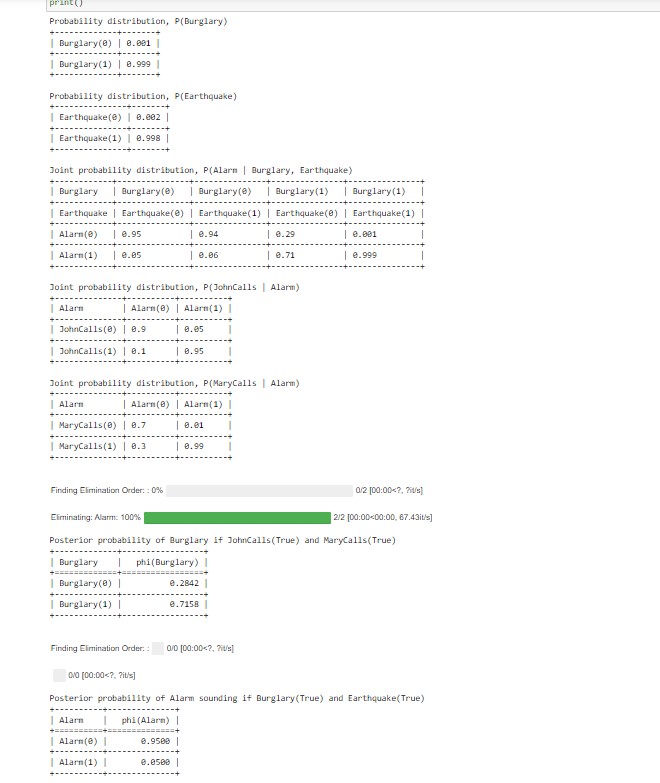 print()
Probability distribution, P(Burglary)
+-------------+-------+
| Burglary(0) | 0.001 |
+-------------+-------+
| Burglary(1) | 0.999 |
+-------------+-------+
Probability distribution, P(Earthquake)
+---------------+-------+
| Earthquake(0) | 0.002 |
+---------------+-------+
| Earthquake(1) | 0.998 |
+---------------+-------+
Joint probability distribution, P(Alarm | Burglary, Earthquake)
+------------+---------------+---------------+---------------+---------------+
| Burglary | Burglary(0) | Burglary(0) | Burglary(1) | Burglary(1) |
+------------+---------------+---------------+---------------+---------------+
| Earthquake | Earthquake(0) | Earthquake(1) | Earthquake(0) | Earthquake(1) |
+------------+---------------+---------------+---------------+---------------+
| Alarm(0) | 0.95 | 0.94 | 0.29 | 0.001 |
+------------+---------------+---------------+---------------+---------------+
| Alarm(1) | 0.05 | 0.06 | 0.71 | 0.999 |
+------------+---------------+---------------+---------------+---------------+
Joint probability distribution, P(JohnCalls | Alarm)
+--------------+----------+----------+
| Alarm | Alarm(0) | Alarm(1) |
+--------------+----------+----------+
| JohnCalls(0) | 0.9 | 0.05 |
+--------------+----------+----------+
| JohnCalls(1) | 0.1 | 0.95 |
+--------------+----------+----------+
Joint probability distribution, P(MaryCalls | Alarm)
+--------------+----------+----------+
| Alarm | Alarm(0) | Alarm(1) |
+--------------+----------+----------+
| MaryCalls(0) | 0.7 | 0.01 |
+--------------+----------+----------+
| MaryCalls(1) | 0.3 | 0.99 |
+--------------+----------+----------+
Finding Elimination Order: : 0% 0/2 [00:00<?, ?it/s]
Eliminating: Alarm: 100% 2/2 [00:00<00:00, 67.43it/s]
Posterior probability of Burglary if JohnCalls(True) and MaryCalls(True)
+-------------+-----------------+
| Burglary | phi(Burglary) |
+=============+=================+
| Burglary(0) | 0.2842 |
+-------------+-----------------+
| Burglary(1) | 0.7158 |
+-------------+-----------------+
Finding Elimination Order: : 0/0 [00:00<?, ?it/s]
0/0 [00:00<?, ?it/s]
Posterior probability of Alarm sounding if Burglary(True) and Earthquake(True)
+----------+--------------+
| Alarm | phi(Alarm) |
+==========+==============+
| Alarm(0) | 0.9500 |
+----------+--------------+
| Alarm(1) | 0.0500 |
+----------+--------------+